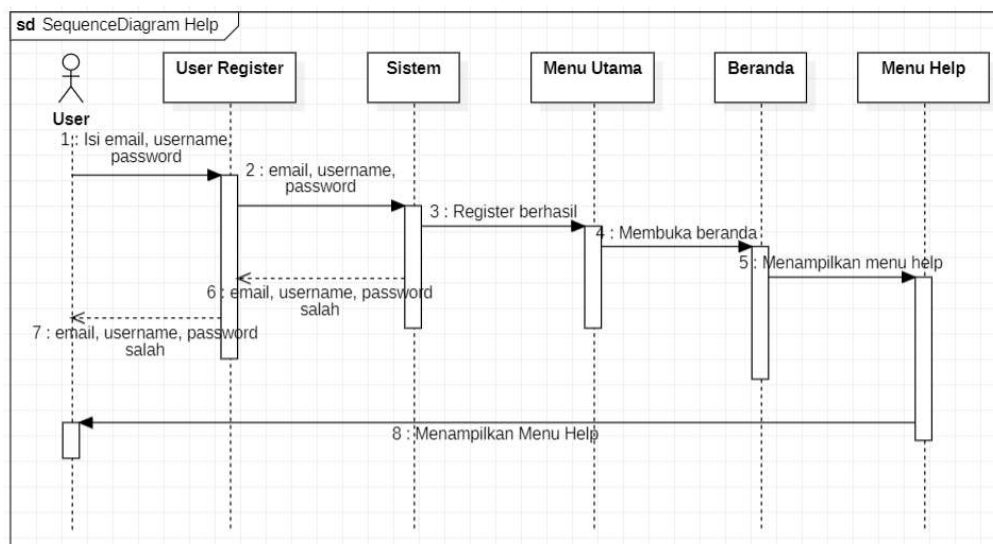 sd SequenceDiagram Help
User Register
Sistem
Menu Utama
Beranda
Menu Help
User
1 : Isi email, username,
password
2 : email, username,
password
3 : Register berhasil
4 : Membuka beranda
5 : Menampilkan menu help
6 : email, username, password
salah
7 : email, username, password
salah
8 : Menampilkan Menu Help